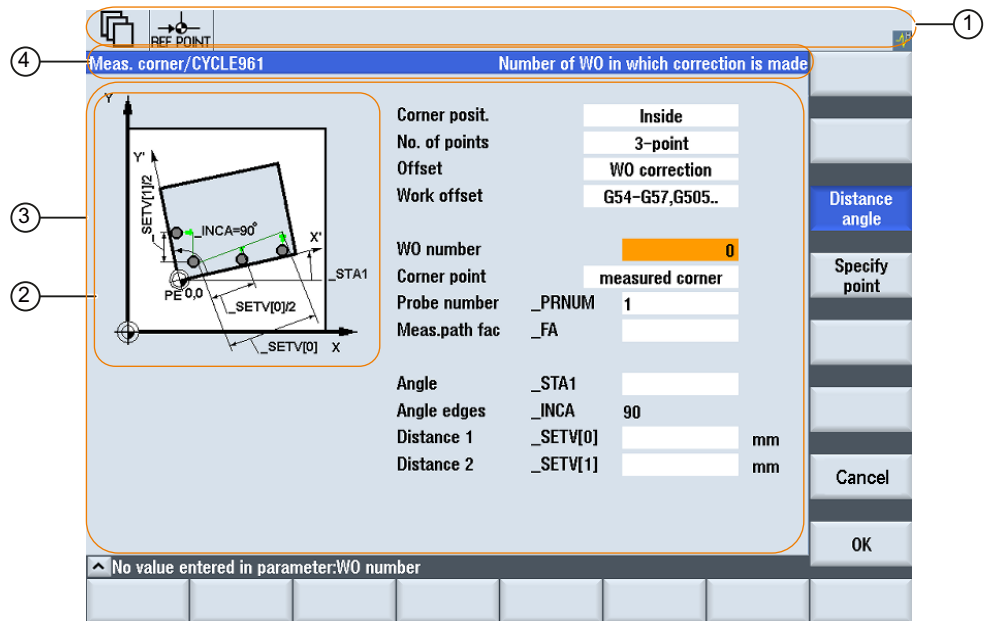 1
REF POINT
4
Meas. corner/CYCLE961 Number of WO in which correction is made
Y
Corner posit. Inside
No. of points 3-point
Offset WO correction
Work offset G54-G57,G505..
Y'
SETV[1]/2
_INCA=90°
X'
_STA1
PE 0,0
_SETV[0]/2
_SETV[0]
X
3
2
WO number 0
Corner point measured corner
Probe number _PRNUM 1
Meas.path fac _FA
Angle _STA1
Angle edges _INCA 90
Distance 1 _SETV[0] mm
Distance 2 _SETV[1] mm
Distance
angle
Specify
point
Cancel
OK
No value entered in parameter:WO number